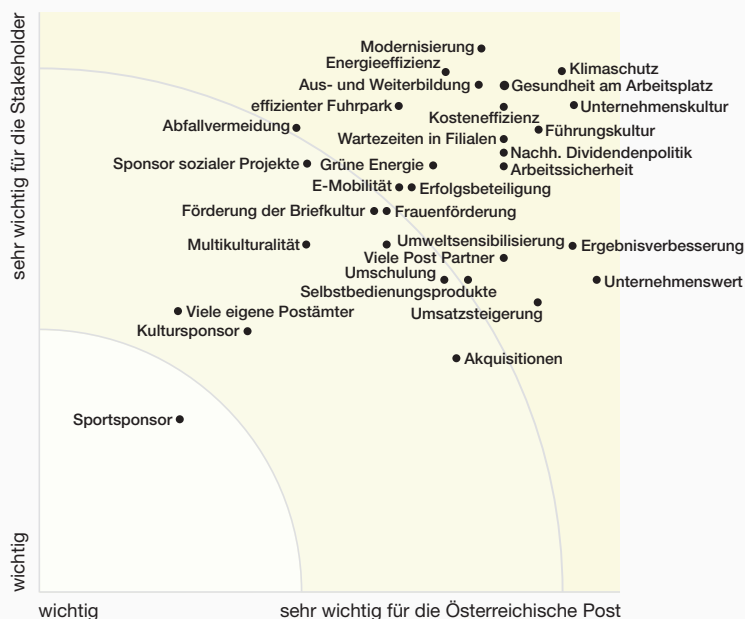 sehr wichtig für die Stakeholder
wichtig
Modernisierung
Energieeffizienz
Klimaschutz
Aus- und Weiterbildung
Gesundheit am Arbeitsplatz
effizienter Fuhrpark
Unternehmenskultur
Kosteneffizienz
Abfallvermeidung
Führungskultur
Wartezeiten in Filialen
Nachh. Dividendenpolitik
Sponsor sozialer Projekte
Grüne Energie
Arbeitssicherheit
E-Mobilität
Erfolgsbeteiligung
Förderung der Briefkultur
Frauenförderung
Multikulturalität
Umweltsensibilisierung
Ergebnisverbesserung
Viele Post Partner
Umschulung
Unternehmenswert
Selbstbedienungsprodukte
Viele eigene Postämter
Umsatzsteigerung
Kultursponsor
Akquisitionen
Sportsponsor
wichtig
sehr wichtig für die Österreichische Post